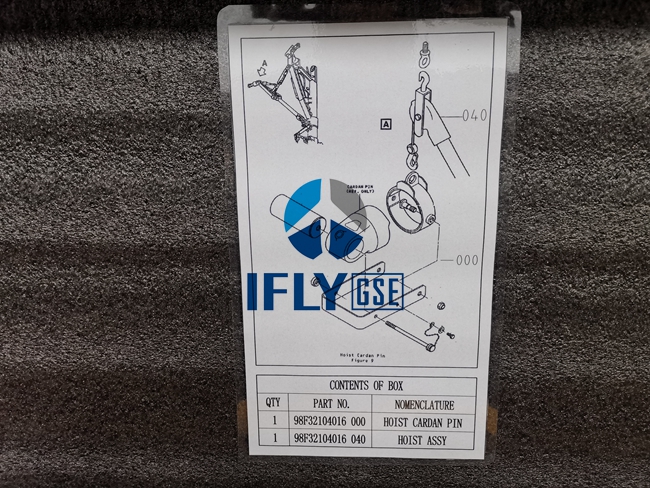 A
040
A
CARDAN PIN
(REF. ONLY)
000
IFLY GSE
Hoist Cardan Pin
Figure 9
CONTENTS OF BOX
QTY PART NO. NOMENCLATURE
1 98F32104016 000 HOIST CARDAN PIN
1 98F32104016 040 HOIST ASSY